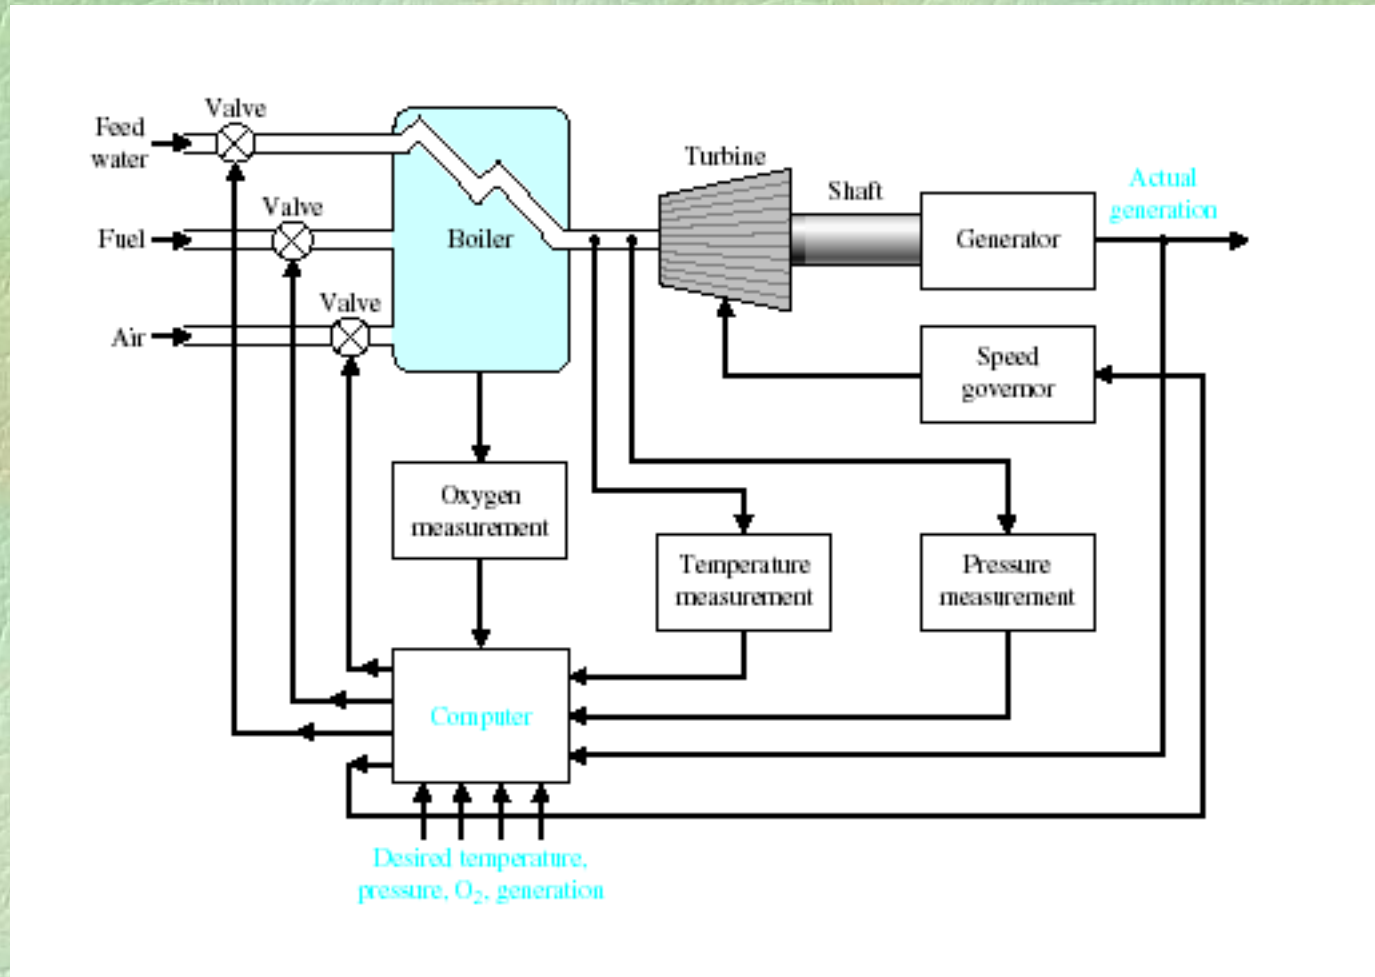 Valve
Feed
water
Valve
Fuel
Valve
Air
Boiler
Turbine
Shaft
Generator
Actual
generation
Speed
governor
Oxygen
measurement
Temperature
measurement
Pressure
measurement
Computer
Desired temperature,
pressure, O₂, generation